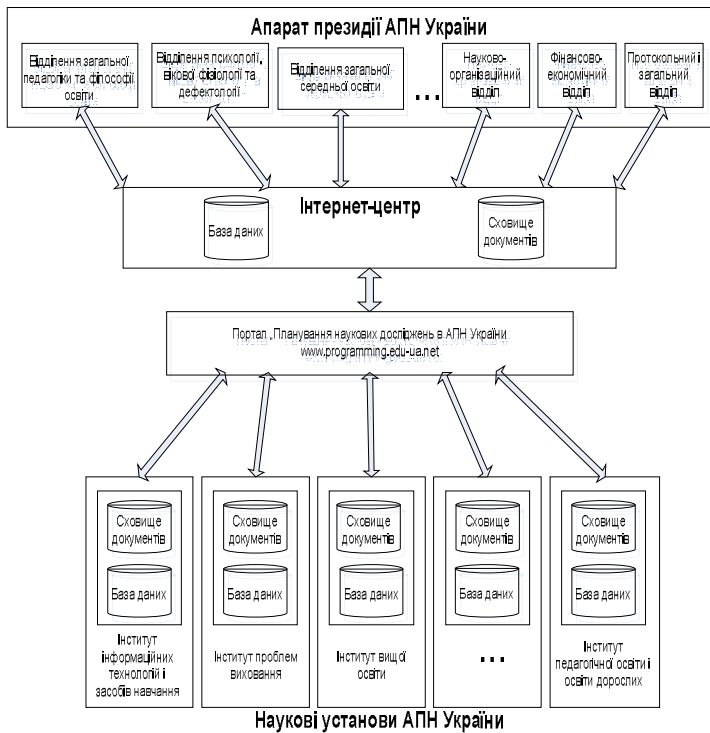 Апарат президії АПН України
Відділення загальної
педагогіки та філософії
освіти
Відділення психології,
вікової фізіології та
дефектології
Відділення загальної
середньої освіти
...
Науково-
організаційний
відділ
Фінансово-
економічний
відділ
Протокольний і
загальний
відділ
Інтернет-центр
База даних
Сховище
документів
Портал „Планування наукових досліджень в АПН України
www.programming.edu-ua.net
Сховище
документів
База даних
Інститут
інформаційних
технологій і
засобів навчання
Сховище
документів
База даних
Інститут проблем
виховання
Сховище
документів
База даних
Інститут вищої
освіти
Сховище
документів
База даних
...
Сховище
документів
База даних
Інститут
педагогічної освіти і
освіти дорослих
Наукові установи АПН України